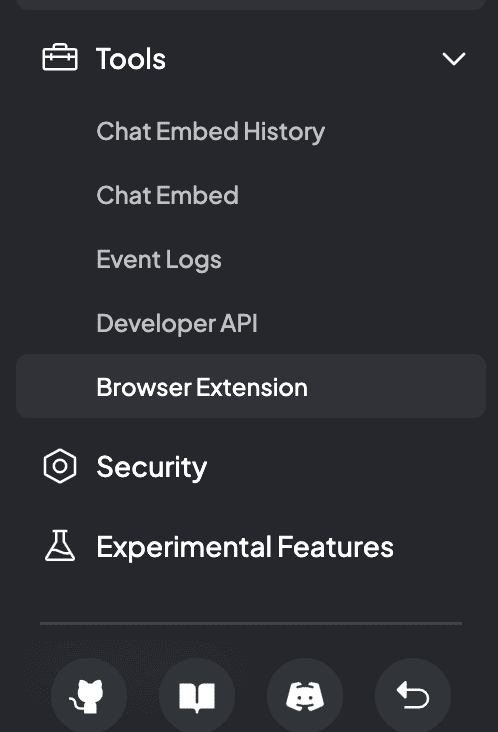 Tools
Chat Embed History
Chat Embed
Event Logs
Developer API
Browser Extension
Security
Experimental Features